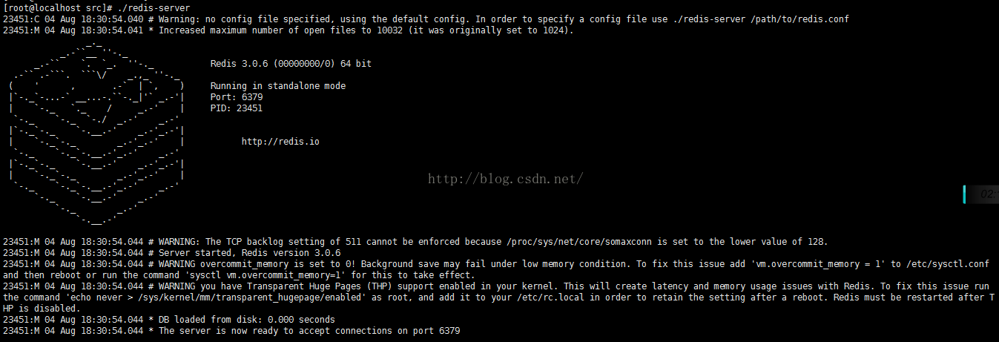 [root@localhost src]# ./redis-server
23451:C 04 Aug 18:30:54.040 # Warning: no config file specified, using the default config. In order to specify a config file use ./redis-server /path/to/redis.conf
23451:M 04 Aug 18:30:54.041 * Increased maximum number of open files to 10032 (it was originally set to 1024).
Redis 3.0.6 (00000000/0) 64 bit
Running in standalone mode
Port: 6379
PID: 23451
http://redis.io
http://blog.csdn.net/
02:
23451:M 04 Aug 18:30:54.044 # WARNING: The TCP backlog setting of 511 cannot be enforced because /proc/sys/net/core/somaxconn is set to the lower value of 128.
23451:M 04 Aug 18:30:54.044 # Server started, Redis version 3.0.6
23451:M 04 Aug 18:30:54.044 # WARNING overcommit_memory is set to 0! Background save may fail under low memory condition. To fix this issue add 'vm.overcommit_memory = 1' to /etc/sysctl.conf
and then reboot or run the command 'sysctl vm.overcommit_memory=1' for this to take effect.
23451:M 04 Aug 18:30:54.044 # WARNING you have Transparent Huge Pages (THP) support enabled in your kernel. This will create latency and memory usage issues with Redis. To fix this issue run
the command 'echo never > /sys/kernel/mm/transparent_hugepage/enabled' as root, and add it to your /etc/rc.local in order to retain the setting after a reboot. Redis must be restarted after T
HP is disabled.
23451:M 04 Aug 18:30:54.044 * DB loaded from disk: 0.000 seconds
23451:M 04 Aug 18:30:54.044 * The server is now ready to accept connections on port 6379